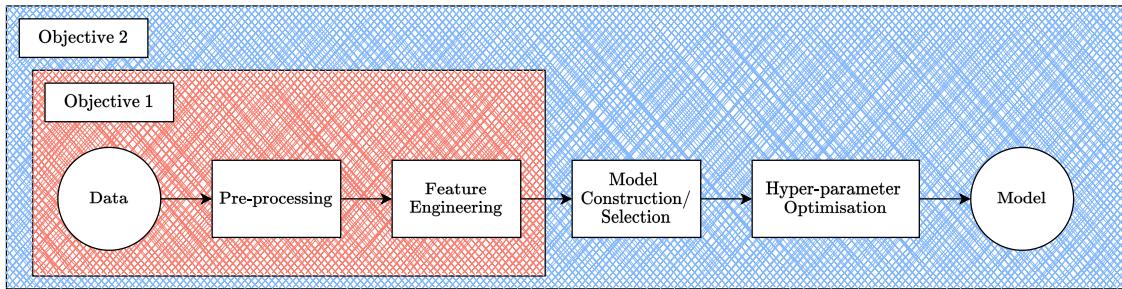 Objective 2
Objective 1
Data
Pre-processing
Feature
Engineering
Model
Construction/
Selection
Hyper-parameter
Optimisation
Model